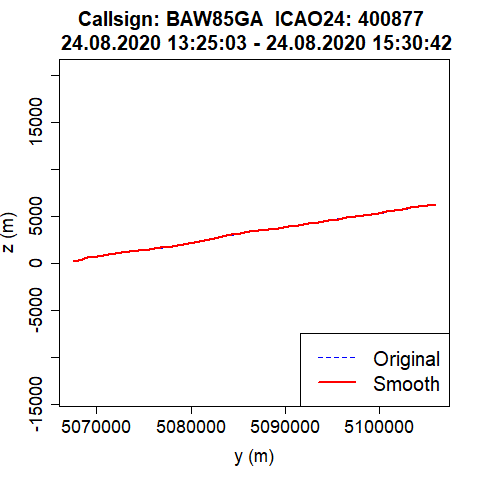 Callsign: BAW85GA  ICAO24: 400877
24.08.2020 13:25:03 - 24.08.2020 15:30:42
z (m)
15000
5000
0
-5000
-15000
Original
Smooth
5070000 5080000 5090000 5100000
y (m)